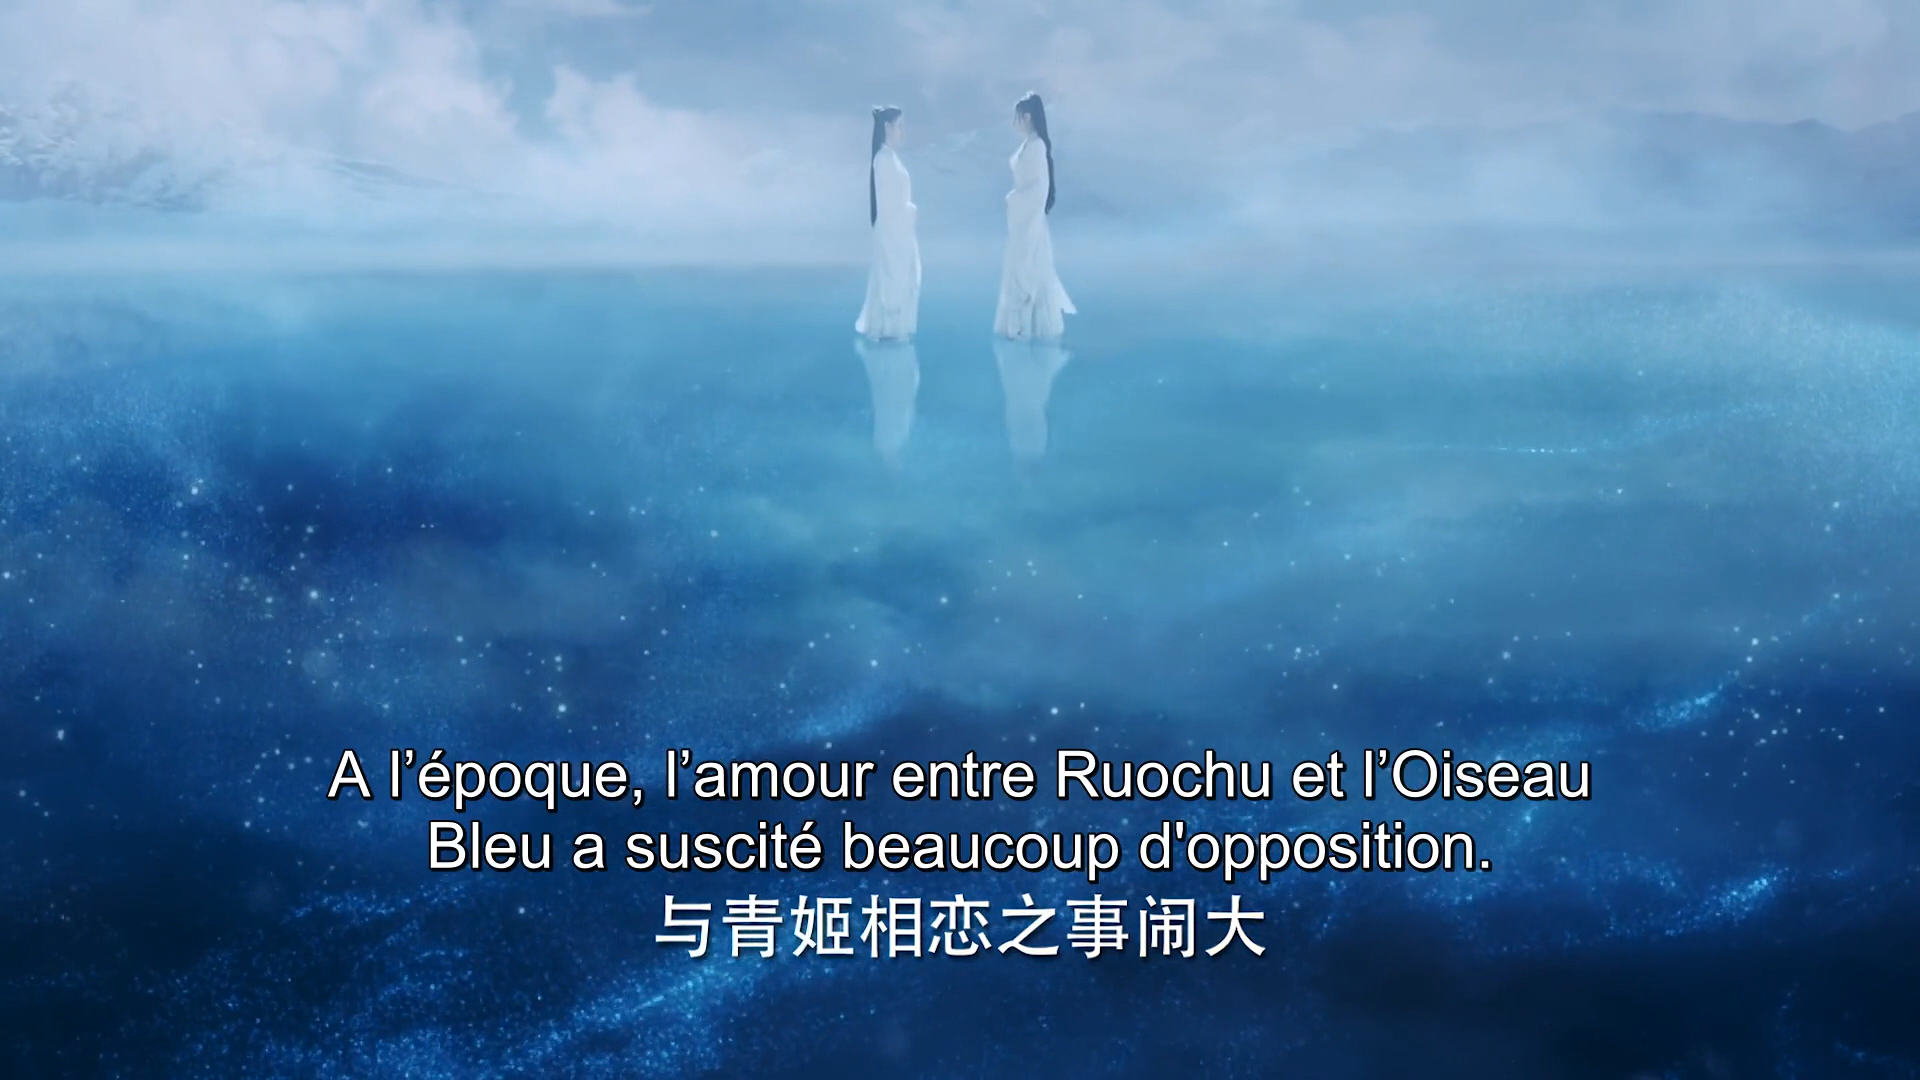 A l’époque, l’amour entre Ruochu et l’Oiseau
Bleu a suscité beaucoup d'opposition.
与青姬相恋之事闹大